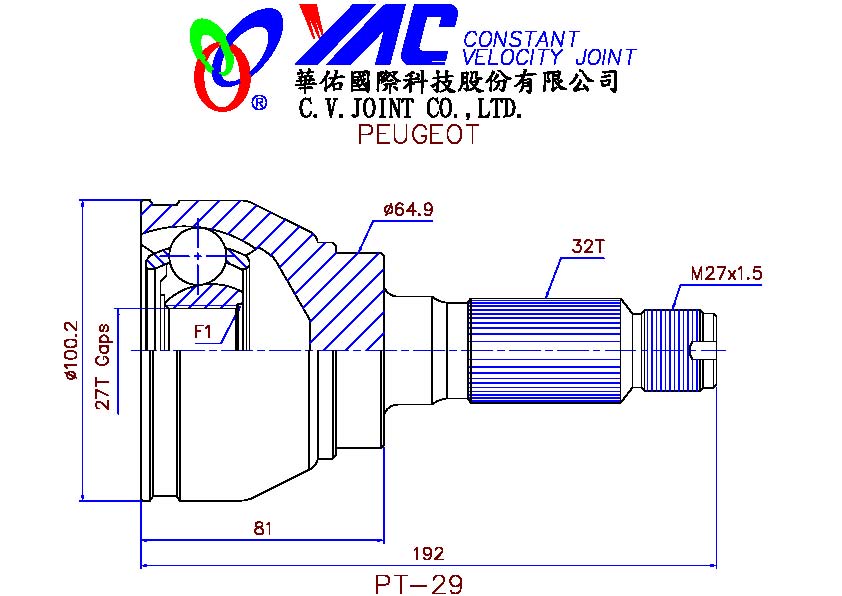 YAC CONSTANT
VELOCITY JOINT
®
華佑國際科技股份有限公司
C.V.JOINT CO.,LTD.
PEUGEOT
ø64.9
32T
M27x1.5
F1
ø100.2
27T Gaps
81
192
PT-29